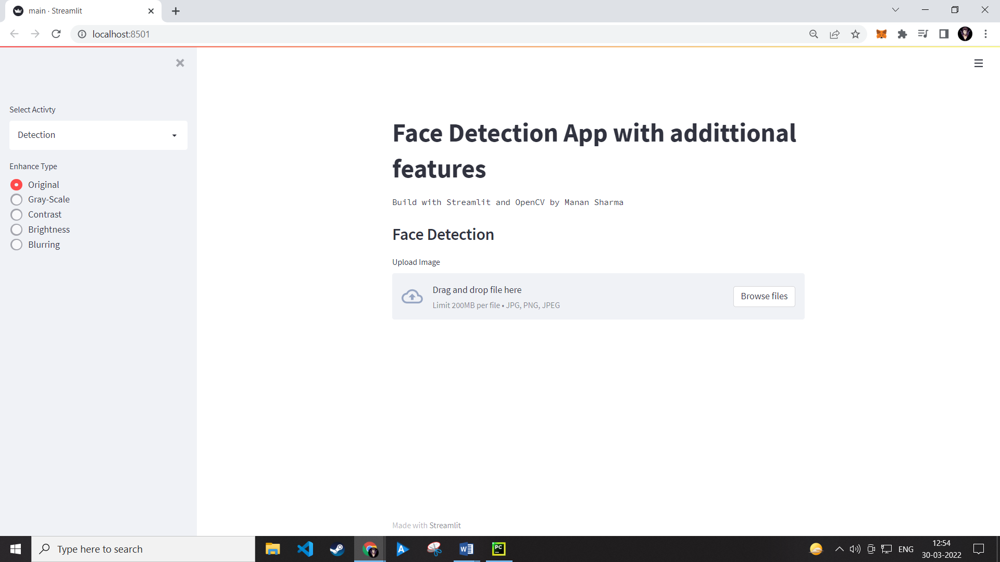 main · Streamlit
localhost:8501
Select Activty
Detection
Enhance Type
Original
Gray-Scale
Contrast
Brightness
Blurring
Face Detection App with addittional
features
Build with Streamlit and OpenCV by Manan Sharma
Face Detection
Upload Image
Drag and drop file here
Limit 200MB per file • JPG, PNG, JPEG
Browse files
Made with Streamlit
Type here to search
W
PC
ENG
12:54
30-03-2022